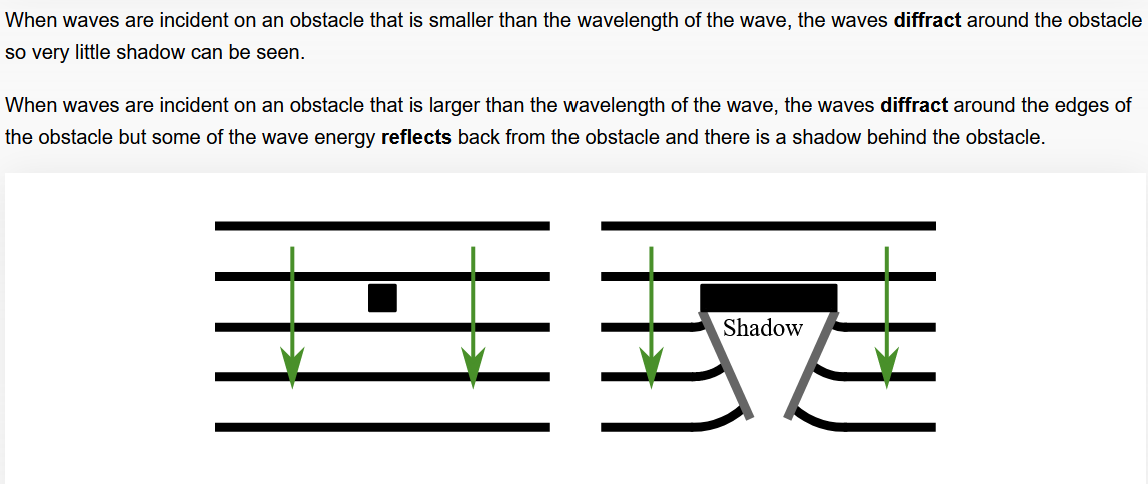 When waves are incident on an obstacle that is smaller than the wavelength of the wave, the waves diffract around the obstacle
so very little shadow can be seen.
When waves are incident on an obstacle that is larger than the wavelength of the wave, the waves diffract around the edges of
the obstacle but some of the wave energy reflects back from the obstacle and there is a shadow behind the obstacle.
Shadow